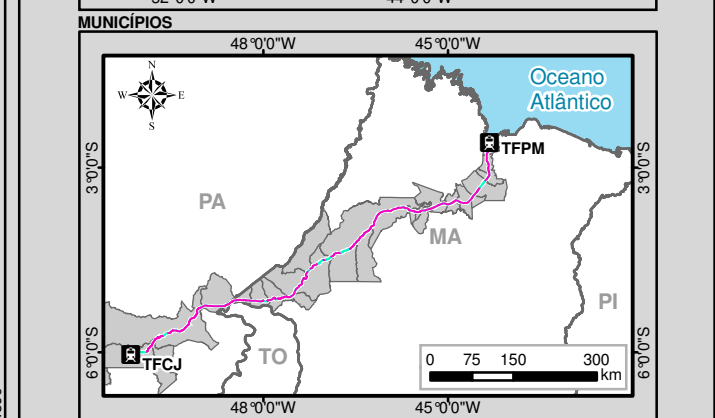 MUNICÍPIOS
48°0'0"W
45°0'0"W
N
W
E
S
Oceano
Atlântico
TFPM
3°0'0"S
3°0'0"S
PA
MA
PI
TO
TFCJ
6°0'0"S
6°0'0"S
0 75 150 300
km
48°0'0"W
45°0'0"W